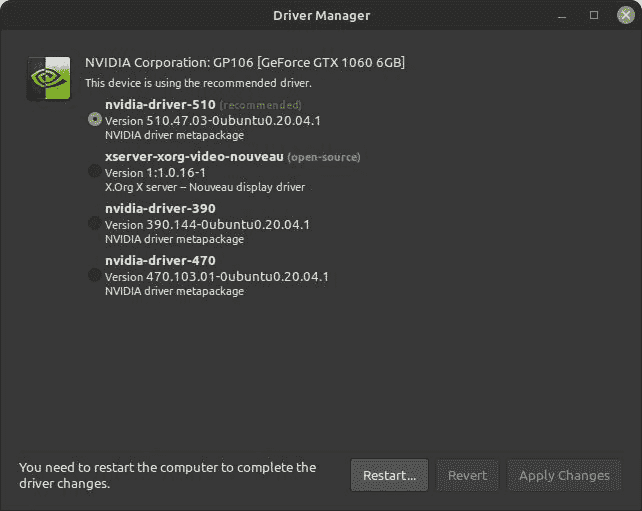 Driver Manager
NVIDIA Corporation: GP106 [GeForce GTX 1060 6GB]
This device is using the recommended driver.
nvidia-driver-510 (recommended)
Version 510.47.03-0ubuntu0.20.04.1
NVIDIA driver metapackage
xserver-xorg-video-nouveau (open-source)
Version 1:1.0.16-1
X.Org X server – Nouveau display driver
nvidia-driver-390
Version 390.144-0ubuntu0.20.04.1
NVIDIA driver metapackage
nvidia-driver-470
Version 470.103.01-0ubuntu0.20.04.1
NVIDIA driver metapackage
You need to restart the computer to complete the
driver changes.
Restart...
Revert
Apply Changes